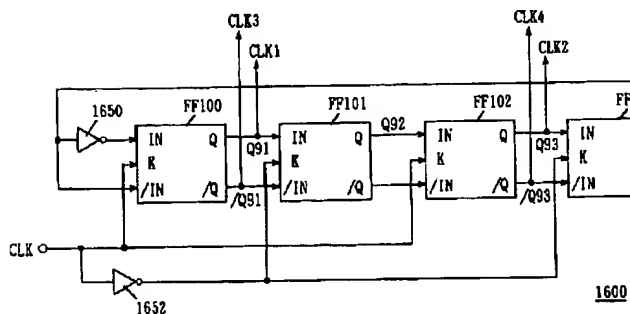 CLK3
CLK4
CLK1
CLK2
1650
FF100
FF101
FF102
FF
IN
Q
Q91
IN
Q
Q92
IN
Q
Q93
IN
K
K
K
K
/IN
/Q
/Q91
/IN
/Q
/IN
/Q
/Q93
/IN
CLK
1652
1600